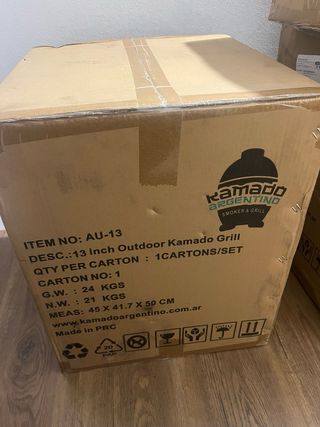 Kamado
ARGENTINO
SMOKER & GRILL
ITEM NO: AU-13
DESC.:13 inch Outdoor Kamado Grill
QTY PER CARTON : 1CARTONS/SET
CARTON NO: 1
G.W. : 24 KGS
N.W. : 21 KGS
MEAS: 45 X 41.7 X 50 CM
www.kamadoargentino.com.ar
Made in PRC
20
PAP